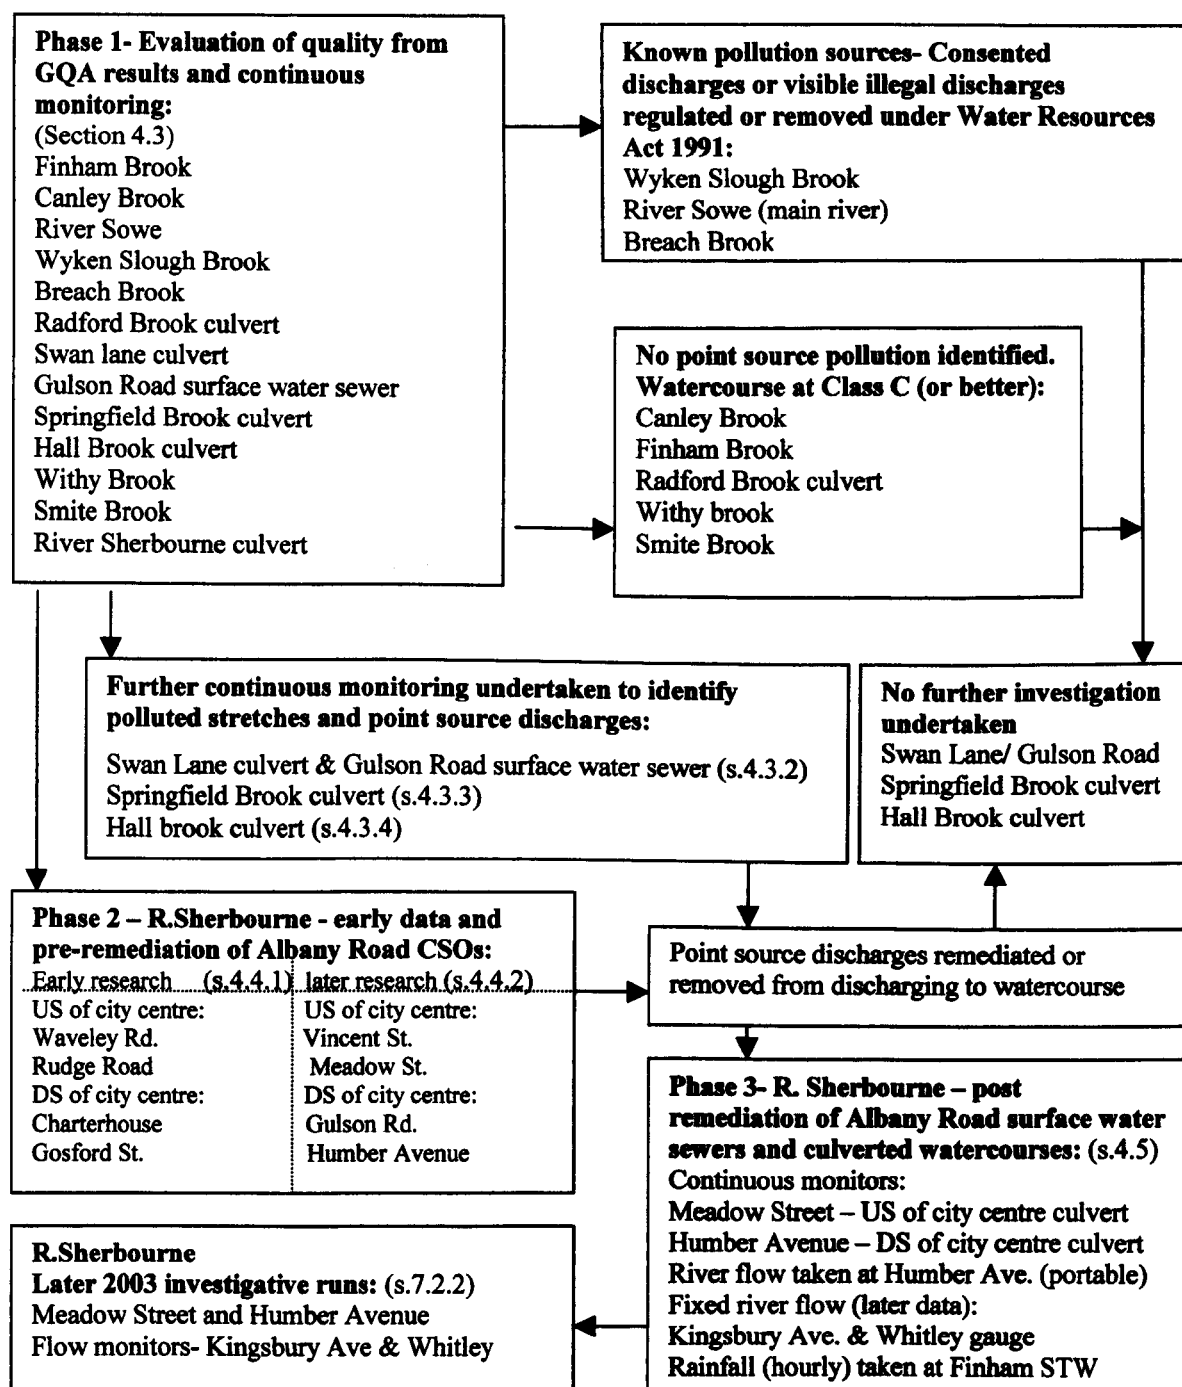 Phase 1- Evaluation of quality from
GQA results and continuous
monitoring:
(Section 4.3)
Finham Brook
Canley Brook
River Sowe
Wyken Slough Brook
Breach Brook
Radford Brook culvert
Swan lane culvert
Gulson Road surface water sewer
Springfield Brook culvert
Hall Brook culvert
Withy Brook
Smite Brook
River Sherbourne culvert
Known pollution sources- Consented
discharges or visible illegal discharges
regulated or removed under Water Resources
Act 1991:
Wyken Slough Brook
River Sowe (main river)
Breach Brook
No point source pollution identified.
Watercourse at Class C (or better):
Canley Brook
Finham Brook
Radford Brook culvert
Withy brook
Smite Brook
Further continuous monitoring undertaken to identify
polluted stretches and point source discharges:
Swan Lane culvert & Gulson Road surface water sewer (s.4.3.2)
Springfield Brook culvert (s.4.3.3)
Hall brook culvert (s.4.3.4)
No further investigation
undertaken
Swan Lane/ Gulson Road
Springfield Brook culvert
Hall Brook culvert
Phase 2 – R.Sherbourne - early data and
pre-remediation of Albany Road CSOs:
Early research (s.4.4.1) later research (s.4.4.2)
US of city centre: US of city centre:
Waveley Rd. Vincent St.
Rudge Road Meadow St.
DS of city centre: DS of city centre:
Charterhouse Gulson Rd.
Gosford St. Humber Avenue
Point source discharges remediated or
removed from discharging to watercourse
Phase 3- R. Sherbourne – post
remediation of Albany Road surface water
sewers and culverted watercourses: (s.4.5)
Continuous monitors:
Meadow Street – US of city centre culvert
Humber Avenue – DS of city centre culvert
River flow taken at Humber Ave. (portable)
Fixed river flow (later data):
Kingsbury Ave. & Whitley gauge
Rainfall (hourly) taken at Finham STW
R.Sherbourne
Later 2003 investigative runs: (s.7.2.2)
Meadow Street and Humber Avenue
Flow monitors- Kingsbury Ave & Whitley